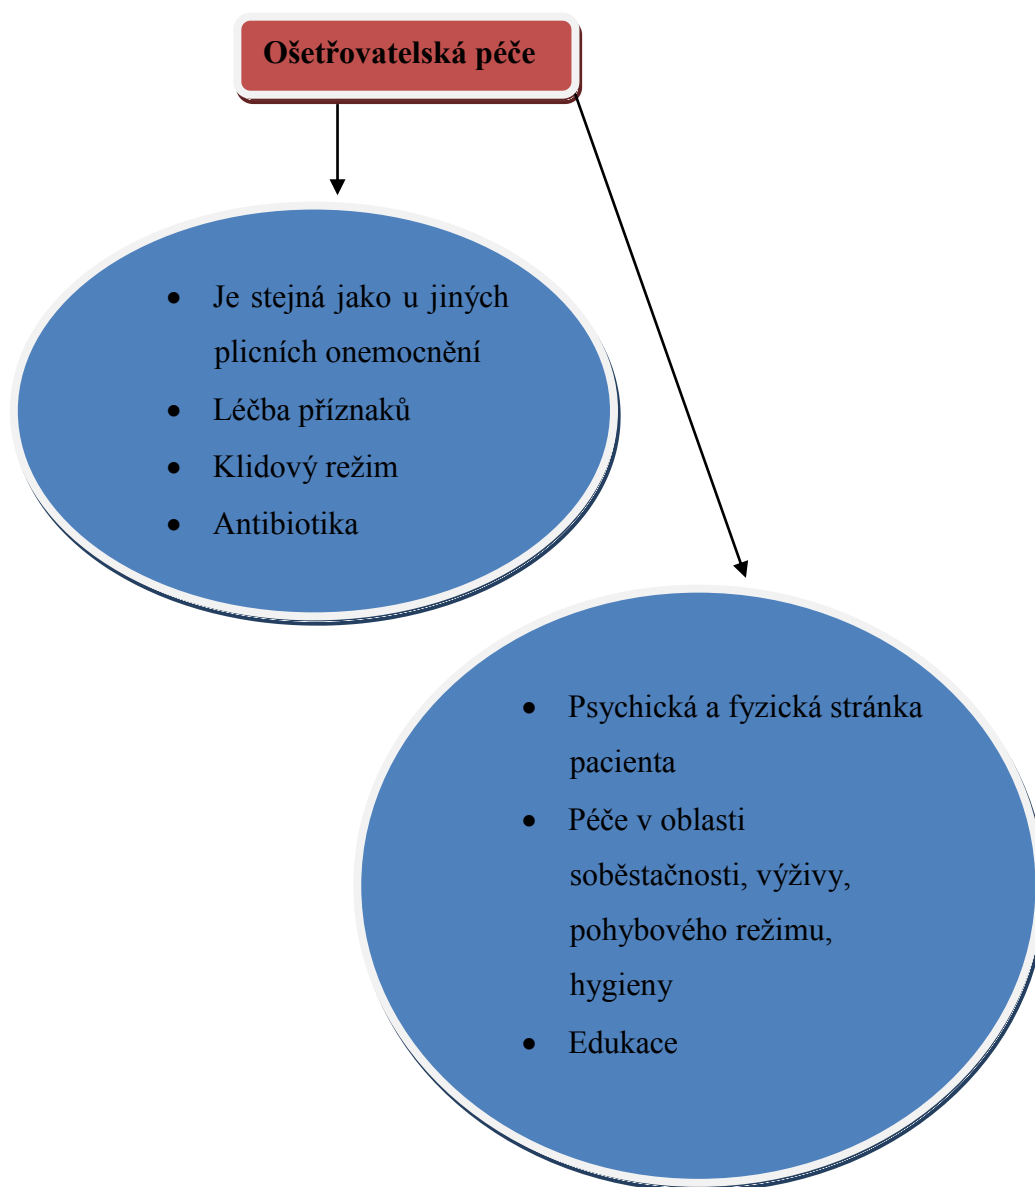 Ošetřovatelská péče
• Je stejná jako u jiných
plicních onemocnění
• Léčba příznaků
• Klidový režim
• Antibiotika
• Psychická a fyzická stránka
pacienta
• Péče v oblasti
soběstačnosti, výživy,
pohybového režimu,
hygieny
• Edukace